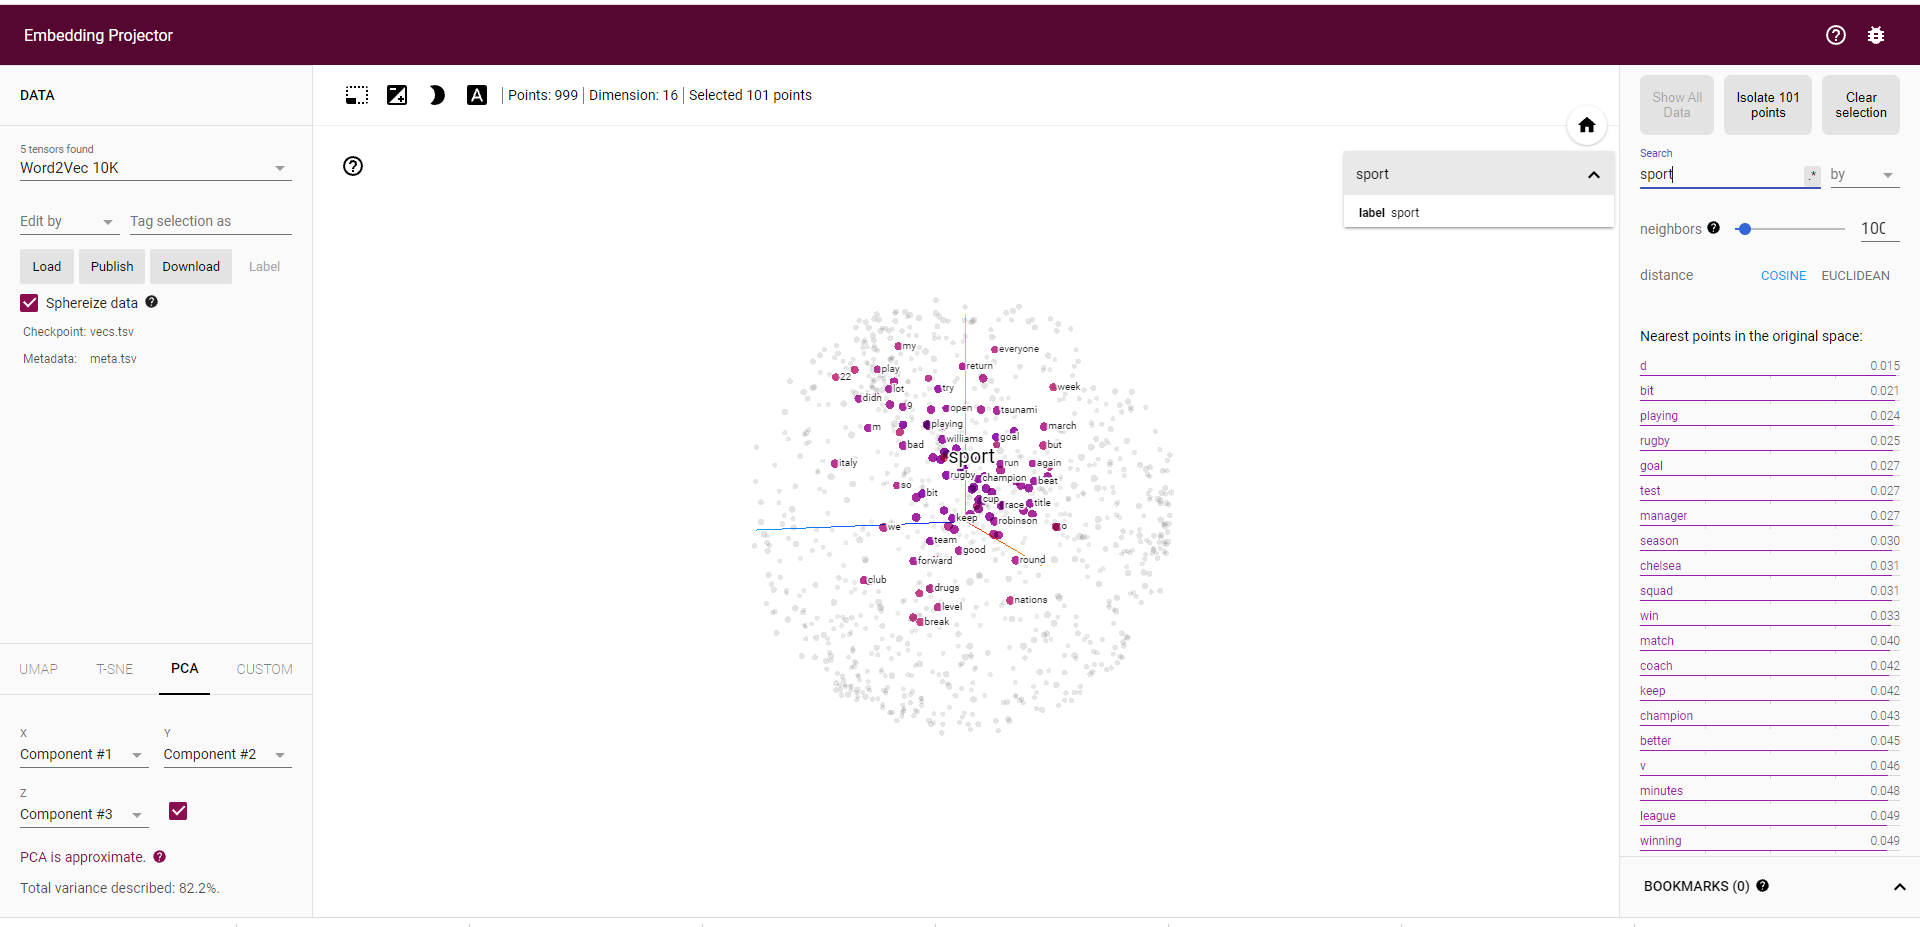 Embedding Projector
DATA
5 tensors found
Word2Vec 10K
Edit by
Tag selection as
Load
Publish
Download
Label
Sphereize data
Checkpoint: vecs.tsv
Metadata: meta.tsv
UMAP
T-SNE
PCA
CUSTOM
X
Component #1
Y
Component #2
Z
Component #3
PCA is approximate.
Total variance described: 82.2%.
A
Points: 999 | Dimension: 16 | Selected 101 points
sport
label sport
my
everyone
return
play
22
lot
try
week
didn
9
open
tsunami
m
playing
march
williams
goal
bad
but
sport
italy
run
again
rugby
champion
beat
so
bit
cup
race
title
keep
robinson
we
o
team
good
forward
round
club
drugs
level
nations
break
Show All Data
Isolate 101 points
Clear selection
Search
sport
.*
by
neighbors
100
distance
COSINE
EUCLIDEAN
Nearest points in the original space:
d 0.015
bit 0.021
playing 0.024
rugby 0.025
goal 0.027
test 0.027
manager 0.027
season 0.030
chelsea 0.031
squad 0.031
win 0.033
match 0.040
coach 0.042
keep 0.042
champion 0.043
better 0.045
v 0.046
minutes 0.048
league 0.049
winning 0.049
BOOKMARKS (0)